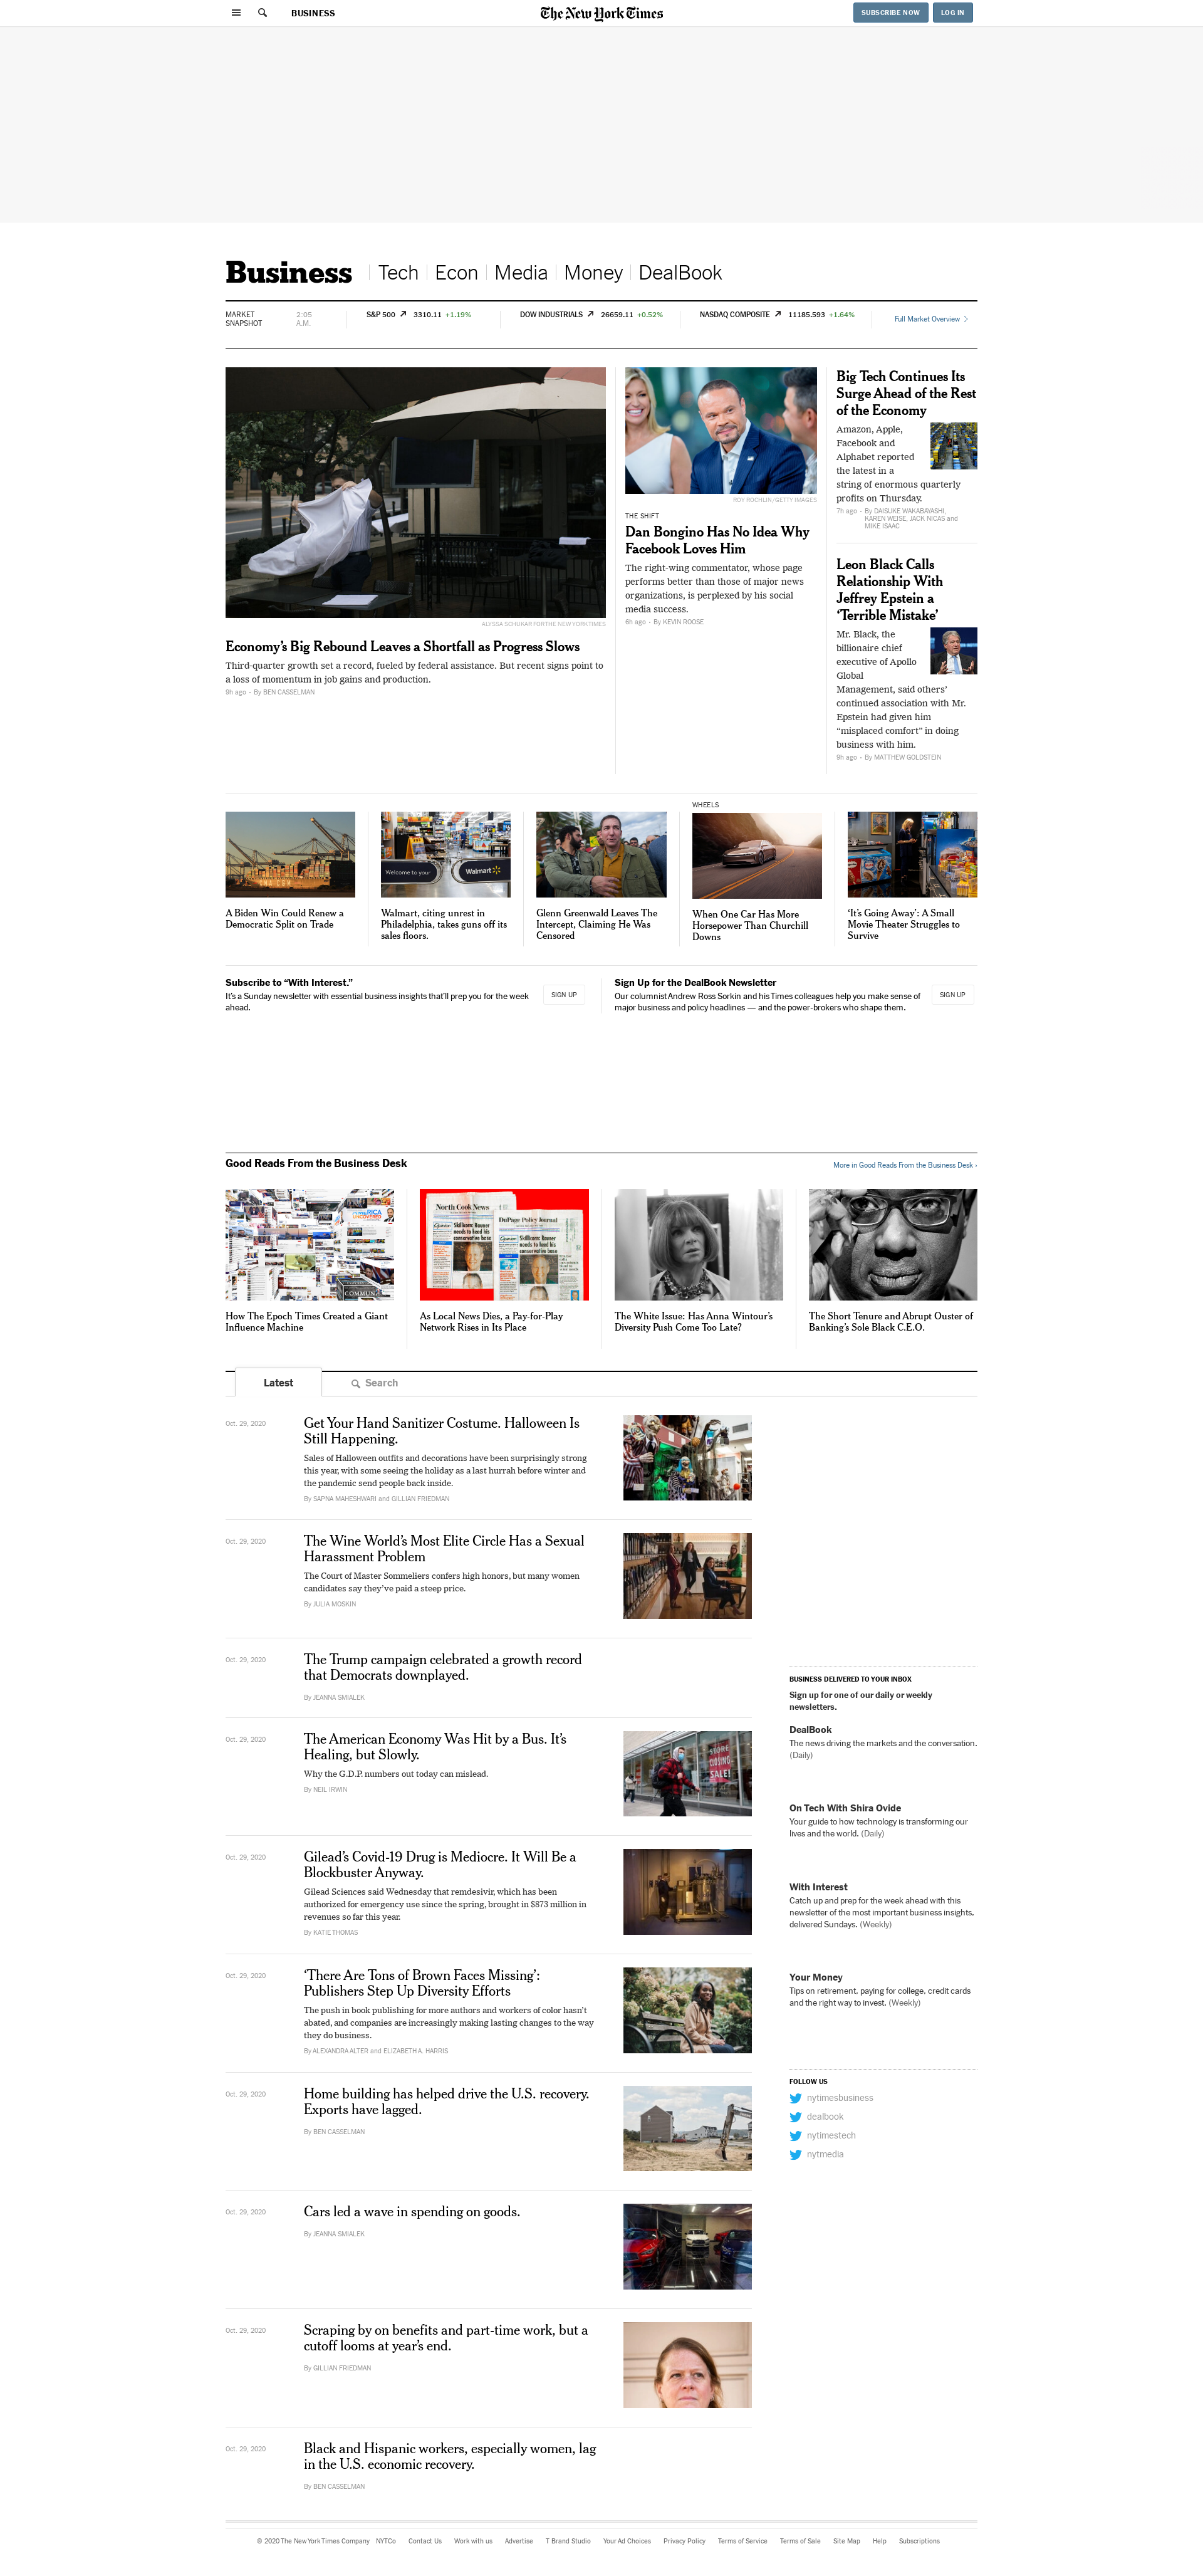 BUSINESS
The New York Times
SUBSCRIBE NOW
LOG IN
Business
Tech
Econ
Media
Money
DealBook
MARKET
SNAPSHOT
2:05
A.M.
S&P 500 3310.11 +1.19%
DOW INDUSTRIALS 26659.11 +0.52%
NASDAQ COMPOSITE 11185.593 +1.64%
Full Market Overview
ALYSSA SCHUKAR FOR THE NEW YORK TIMES
Economy’s Big Rebound Leaves a Shortfall as Progress Slows
Third-quarter growth set a record, fueled by federal assistance. But recent signs point to
a loss of momentum in job gains and production.
9h ago - By BEN CASSELMAN
ROY ROCHLIN/GETTY IMAGES
THE SHIFT
Dan Bongino Has No Idea Why
Facebook Loves Him
The right-wing commentator, whose page
performs better than those of major news
organizations, is perplexed by his social
media success.
6h ago - By KEVIN ROOSE
Big Tech Continues Its
Surge Ahead of the Rest
of the Economy
Amazon, Apple,
Facebook and
Alphabet reported
the latest in a
string of enormous quarterly
profits on Thursday.
7h ago - By DAISUKE WAKABAYASHI,
KAREN WEISE, JACK NICAS and
MIKE ISAAC
Leon Black Calls
Relationship With
Jeffrey Epstein a
‘Terrible Mistake’
Mr. Black, the
billionaire chief
executive of Apollo
Global
Management, said others’
continued association with Mr.
Epstein had given him
“misplaced comfort” in doing
business with him.
9h ago - By MATTHEW GOLDSTEIN
A Biden Win Could Renew a
Democratic Split on Trade
Welcome to your
Walmart
Walmart, citing unrest in
Philadelphia, takes guns off its
sales floors.
Glenn Greenwald Leaves The
Intercept, Claiming He Was
Censored
WHEELS
When One Car Has More
Horsepower Than Churchill
Downs
‘It’s Going Away’: A Small
Movie Theater Struggles to
Survive
Subscribe to “With Interest.”
It’s a Sunday newsletter with essential business insights that’ll prep you for the week
ahead.
SIGN UP
Sign Up for the DealBook Newsletter
Our columnist Andrew Ross Sorkin and his Times colleagues help you make sense of
major business and policy headlines — and the power-brokers who shape them.
SIGN UP
Good Reads From the Business Desk
More in Good Reads From the Business Desk ›
How The Epoch Times Created a Giant
Influence Machine
North Cook News
DuPage Policy Journal
As Local News Dies, a Pay-for-Play
Network Rises in Its Place
The White Issue: Has Anna Wintour’s
Diversity Push Come Too Late?
The Short Tenure and Abrupt Ouster of
Banking’s Sole Black C.E.O.
Latest
Search
Oct. 29, 2020
Get Your Hand Sanitizer Costume. Halloween Is
Still Happening.
Sales of Halloween outfits and decorations have been surprisingly strong
this year, with some seeing the holiday as a last hurrah before winter and
the pandemic send people back inside.
By SAPNA MAHESHWARI and GILLIAN FRIEDMAN
Oct. 29, 2020
The Wine World’s Most Elite Circle Has a Sexual
Harassment Problem
The Court of Master Sommeliers confers high honors, but many women
candidates say they’ve paid a steep price.
By JULIA MOSKIN
Oct. 29, 2020
The Trump campaign celebrated a growth record
that Democrats downplayed.
By JEANNA SMIALEK
Oct. 29, 2020
The American Economy Was Hit by a Bus. It’s
Healing, but Slowly.
Why the G.D.P. numbers out today can mislead.
By NEIL IRWIN
STORE
CLOSING
SALE!
Oct. 29, 2020
Gilead’s Covid-19 Drug is Mediocre. It Will Be a
Blockbuster Anyway.
Gilead Sciences said Wednesday that remdesivir, which has been
authorized for emergency use since the spring, brought in $873 million in
revenues so far this year.
By KATIE THOMAS
Oct. 29, 2020
‘There Are Tons of Brown Faces Missing’:
Publishers Step Up Diversity Efforts
The push in book publishing for more authors and workers of color hasn’t
abated, and companies are increasingly making lasting changes to the way
they do business.
By ALEXANDRA ALTER and ELIZABETH A. HARRIS
Oct. 29, 2020
Home building has helped drive the U.S. recovery.
Exports have lagged.
By BEN CASSELMAN
Oct. 29, 2020
Cars led a wave in spending on goods.
By JEANNA SMIALEK
Oct. 29, 2020
Scraping by on benefits and part-time work, but a
cutoff looms at year’s end.
By GILLIAN FRIEDMAN
Oct. 29, 2020
Black and Hispanic workers, especially women, lag
in the U.S. economic recovery.
By BEN CASSELMAN
BUSINESS DELIVERED TO YOUR INBOX
Sign up for one of our daily or weekly
newsletters.
DealBook
The news driving the markets and the conversation.
(Daily)
On Tech With Shira Ovide
Your guide to how technology is transforming our
lives and the world. (Daily)
With Interest
Catch up and prep for the week ahead with this
newsletter of the most important business insights,
delivered Sundays. (Weekly)
Your Money
Tips on retirement, paying for college, credit cards
and the right way to invest. (Weekly)
FOLLOW US
nytimesbusiness
dealbook
nytimestech
nytmedia
© 2020 The New York Times Company NYTCo Contact Us Work with us Advertise T Brand Studio Your Ad Choices Privacy Policy Terms of Service Terms of Sale Site Map Help Subscriptions